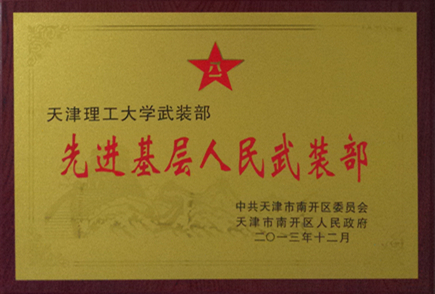 八一
天津理工大学武装部
先进基层人民武装部
中共天津市南开区委员会
天津市南开区人民政府
二〇一三年十二月